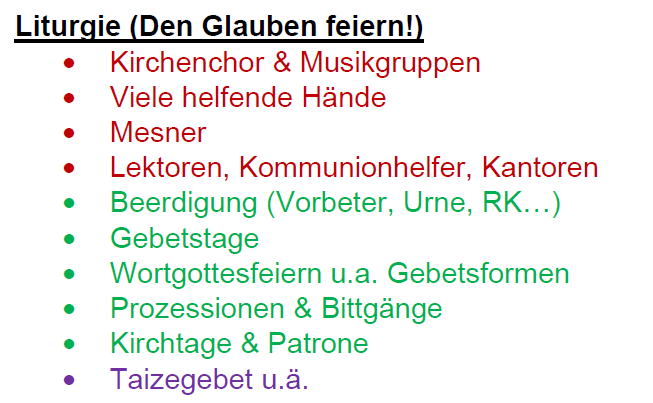 Liturgie (Den Glauben feiern!)
• Kirchenchor & Musikgruppen
• Viele helfende Hände
• Mesner
• Lektoren, Kommunionhelfer, Kantoren
• Beerdigung (Vorbeter, Urne, RK…)
• Gebetstage
• Wortgottesfeiern u.a. Gebetsformen
• Prozessionen & Bittgänge
• Kirchtage & Patrone
• Taizegebet u.ä.